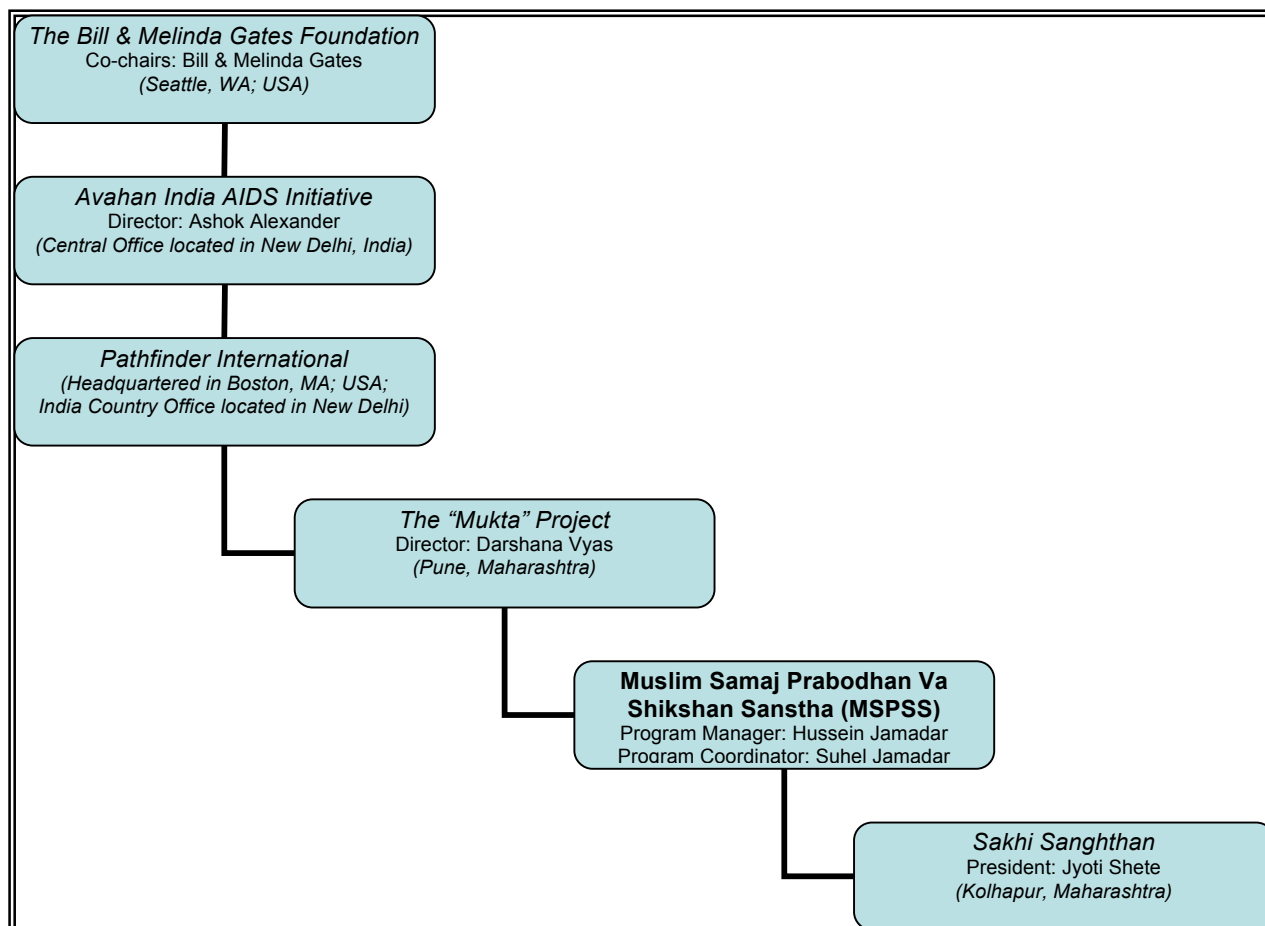 The Bill & Melinda Gates Foundation
Co-chairs: Bill & Melinda Gates
(Seattle, WA; USA)
Avahan India AIDS Initiative
Director: Ashok Alexander
(Central Office located in New Delhi, India)
Pathfinder International
(Headquartered in Boston, MA; USA;
India Country Office located in New Delhi)
The “Mukta” Project
Director: Darshana Vyas
(Pune, Maharashtra)
Muslim Samaj Prabodhan Va
Shikshan Sanstha (MSPSS)
Program Manager: Hussein Jamadar
Program Coordinator: Suhel Jamadar
Sakhi Sanghthan
President: Jyoti Shete
(Kolhapur, Maharashtra)